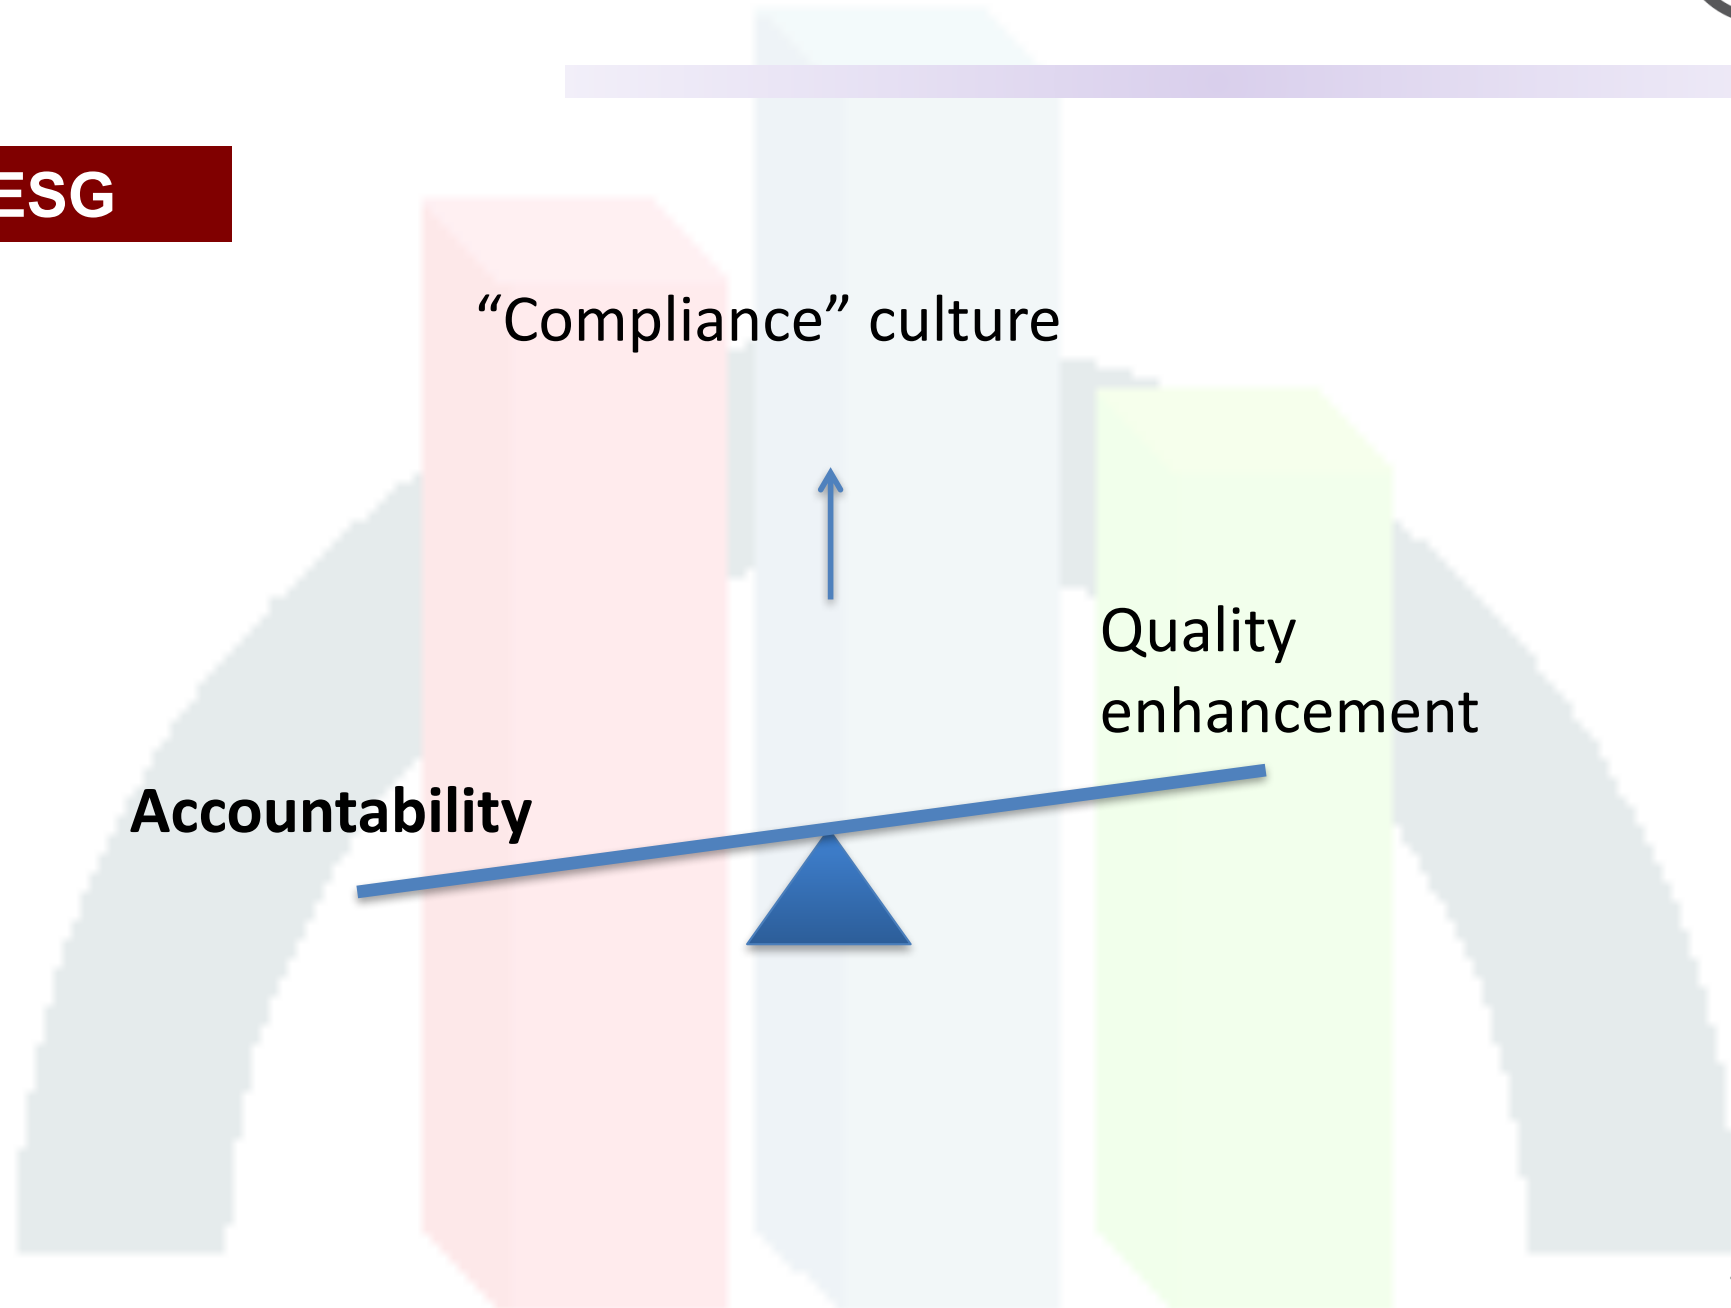 ESG
“Compliance” culture
Quality
enhancement
Accountability